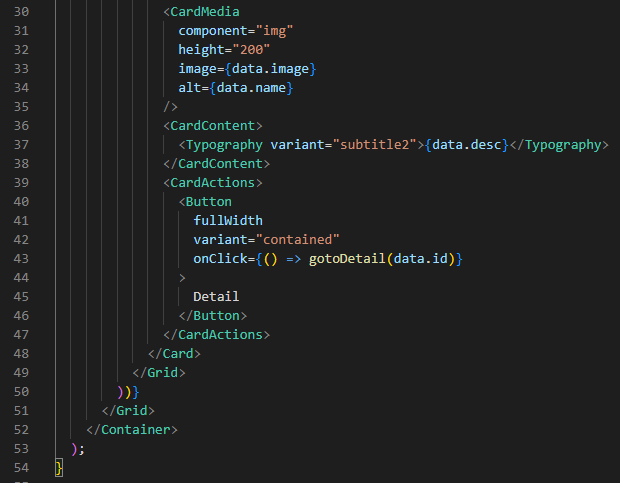 30 <CardMedia
31 component="img"
32 height="200"
33 image={data.image}
34 alt={data.name}
35 />
36 <CardContent>
37 <Typography variant="subtitle2">{data.desc}</Typography>
38 </CardContent>
39 <CardActions>
40 <Button
41 fullWidth
42 variant="contained"
43 onClick={() => gotoDetail(data.id)}
44 >
45 Detail
46 </Button>
47 </CardActions>
48 </Card>
49 </Grid>
50 ))}
51 </Grid>
52 </Container>
53 );
54 }